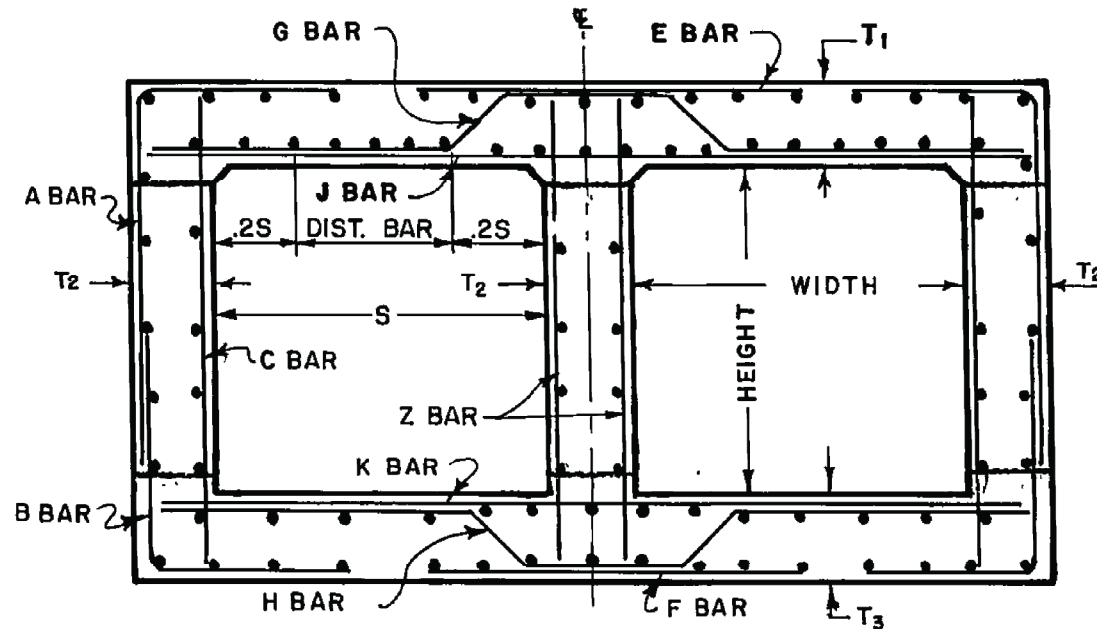 ℄
G BAR
E BAR
T1
A BAR
J BAR
.2S
DIST. BAR
.2S
T2
T2
WIDTH
T2
S
HEIGHT
C BAR
Z BAR
K BAR
B BAR
H BAR
F BAR
T3